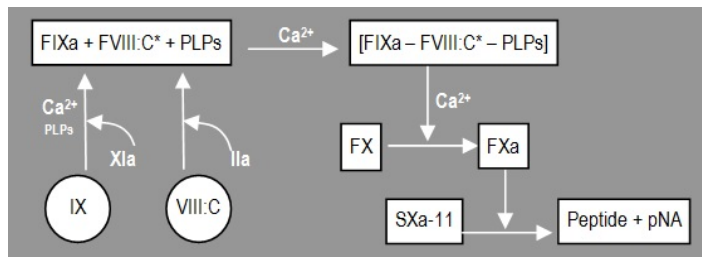 FIXa + FVIII:C* + PLPs
Ca²⁺
[FIXa – FVIII:C* – PLPs]
Ca²⁺
PLPs
XIa
IIa
Ca²⁺
FX
FXa
IX
VIII:C
SXa-11
Peptide + pNA